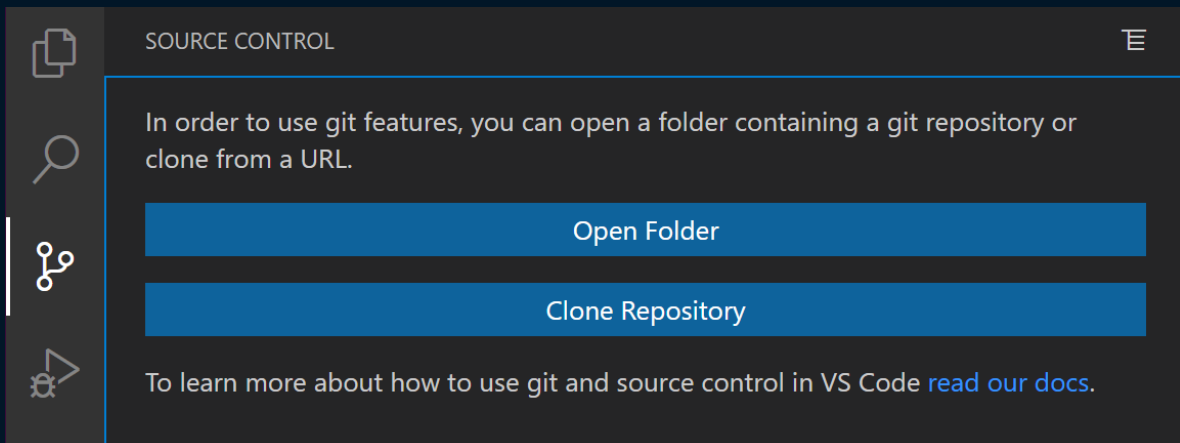 SOURCE CONTROL
In order to use git features, you can open a folder containing a git repository or
clone from a URL.
Open Folder
Clone Repository
To learn more about how to use git and source control in VS Code read our docs.